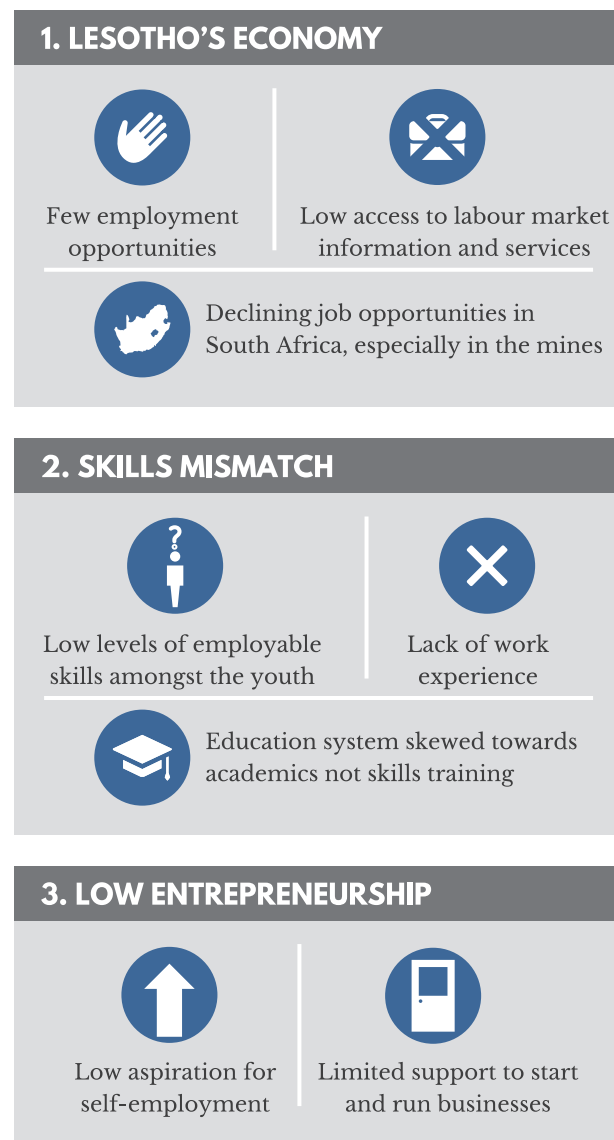 1. LESOTHO'S ECONOMY
Few employment
opportunities
Low access to labour market
information and services
Declining job opportunities in
South Africa, especially in the mines
2. SKILLS MISMATCH
?
Low levels of employable
skills amongst the youth
Lack of work
experience
Education system skewed towards
academics not skills training
3. LOW ENTREPRENEURSHIP
Low aspiration for
self-employment
Limited support to start
and run businesses